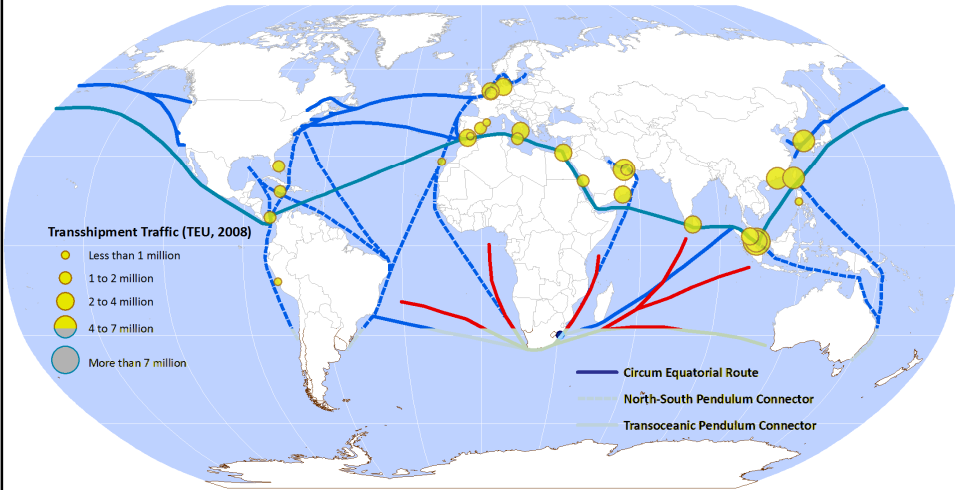 Transshipment Traffic (TEU, 2008)
Less than 1 million
1 to 2 million
2 to 4 million
4 to 7 million
More than 7 million
Circum Equatorial Route
North-South Pendulum Connector
Transoceanic Pendulum Connector